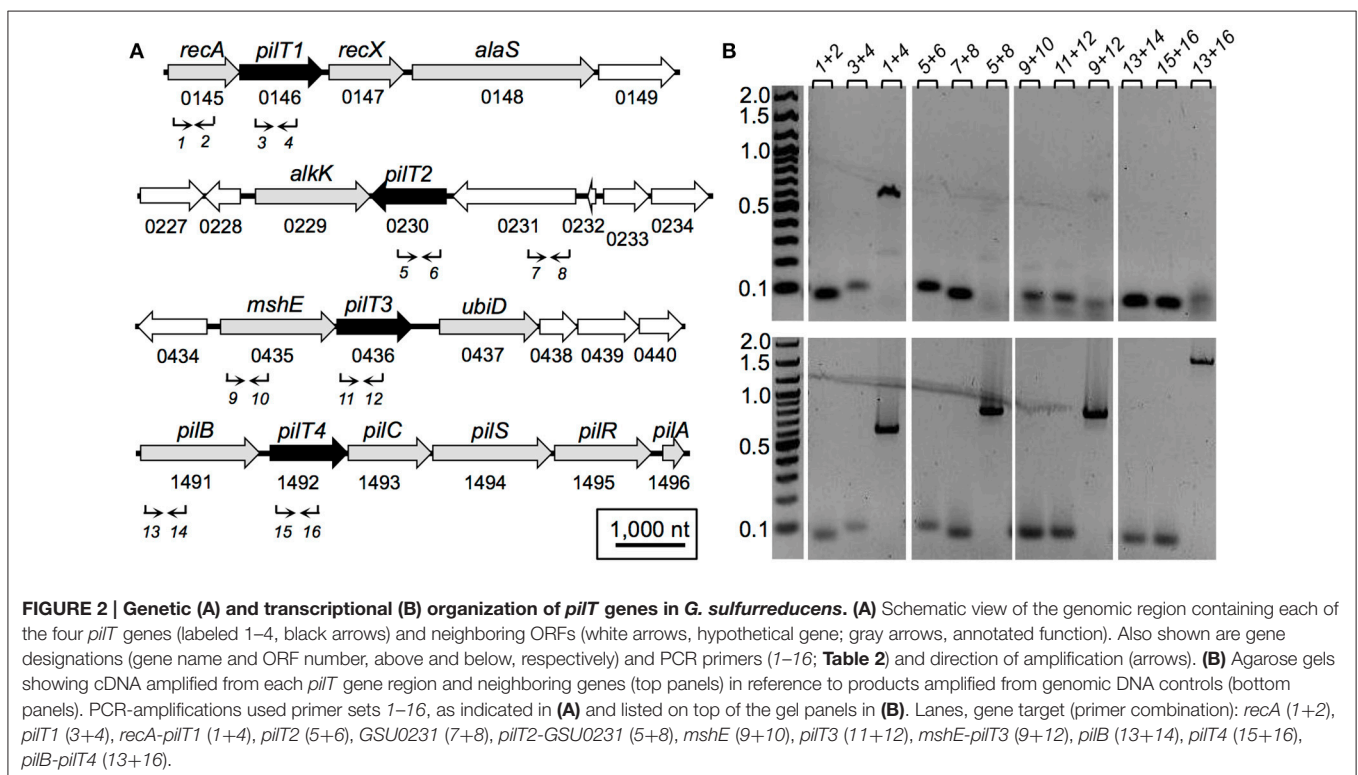 A
recA pilT1 recX alaS
0145 0146 0147 0148 0149
1 2 3 4
alkK pilT2
0227 0228 0229 0230 0231 0232 0233 0234
5 6 7 8
mshE pilT3 ubiD
0434 0435 0436 0437 0438 0439 0440
9 10 11 12
pilB pilT4 pilC pilS pilR pilA
1491 1492 1493 1494 1495 1496
13 14 15 16
1,000 nt
B
1+2 3+4 1+4 5+6 7+8 5+8 9+10 11+12 9+12 13+14 15+16 13+16
2.0
1.5
1.0
0.5
0.1
2.0
1.5
1.0
0.5
0.1
FIGURE 2 | Genetic (A) and transcriptional (B) organization of pilT genes in G. sulfurreducens. (A) Schematic view of the genomic region containing each of
the four pilT genes (labeled 1–4, black arrows) and neighboring ORFs (white arrows, hypothetical gene; gray arrows, annotated function). Also shown are gene
designations (gene name and ORF number, above and below, respectively) and PCR primers (1–16; Table 2) and direction of amplification (arrows). (B) Agarose gels
showing cDNA amplified from each pilT gene region and neighboring genes (top panels) in reference to products amplified from genomic DNA controls (bottom
panels). PCR-amplifications used primer sets 1–16, as indicated in (A) and listed on top of the gel panels in (B). Lanes, gene target (primer combination): recA (1+2),
pilT1 (3+4), recA-pilT1 (1+4), pilT2 (5+6), GSU0231 (7+8), pilT2-GSU0231 (5+8), mshE (9+10), pilT3 (11+12), mshE-pilT3 (9+12), pilB (13+14), pilT4 (15+16),
pilB-pilT4 (13+16).